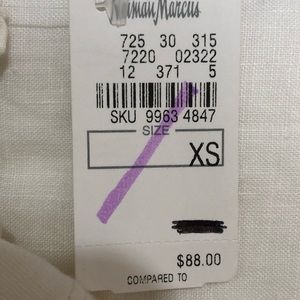 Neiman Marcus
725 30 315
7220 02322
12 371 5
SKU 9963 4847
SIZE
XS
$88.00
COMPARED TO